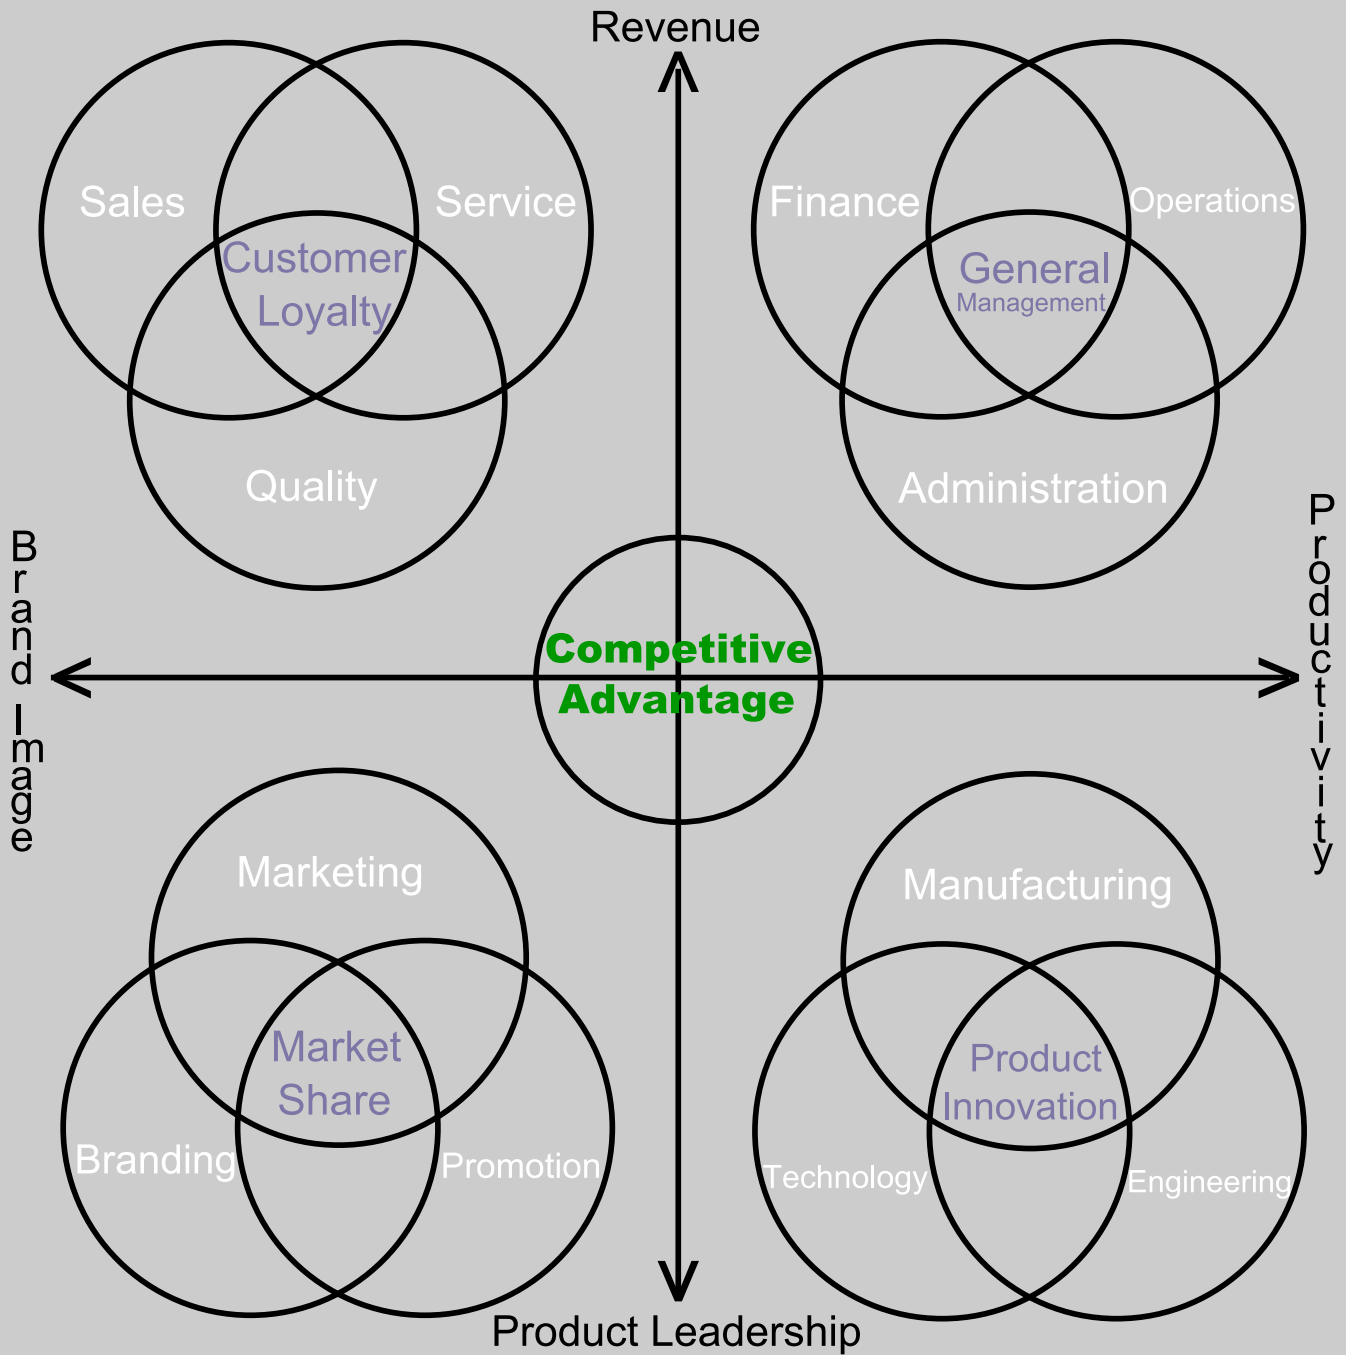 Revenue
Sales
Service
Customer
Loyalty
Quality
Finance
Operations
General
Management
Administration
Brand Image
Competitive
Advantage
Productivity
Marketing
Market
Share
Branding
Promotion
Manufacturing
Product
Innovation
Technology
Engineering
Product Leadership